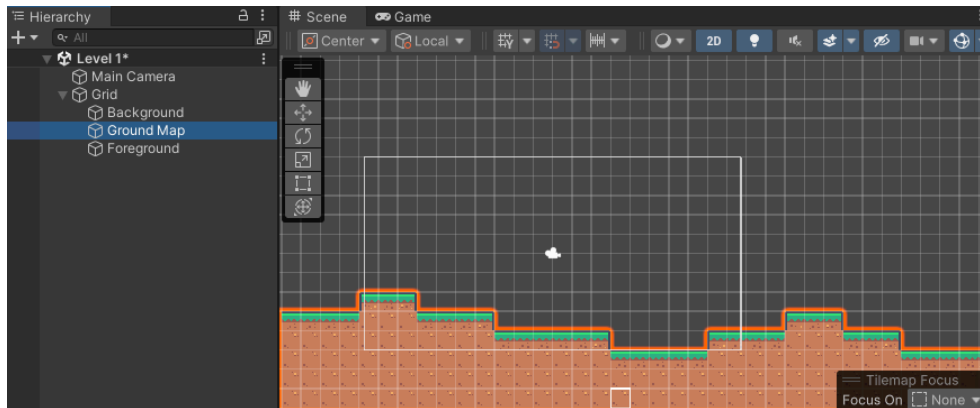 Hierarchy
Scene
Game
All
Center
Local
2D
Level 1*
Main Camera
Grid
Background
Ground Map
Foreground
Tilemap Focus
Focus On None